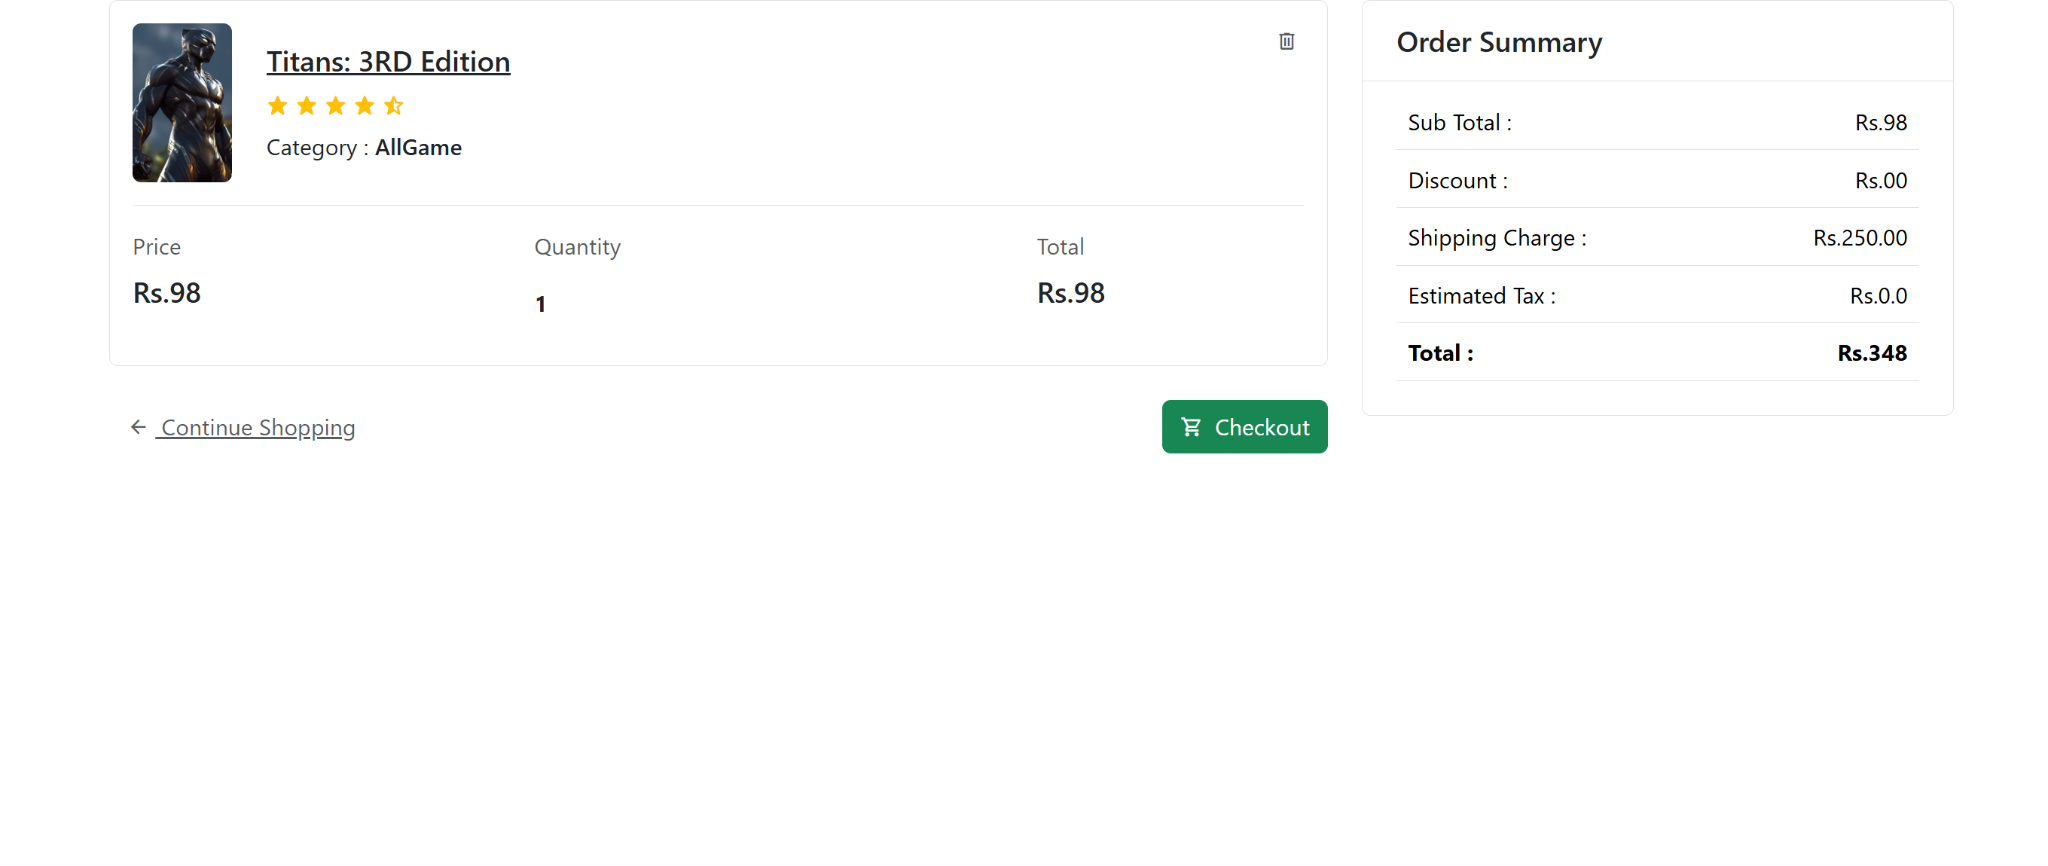 Titans: 3RD Edition
Category : AllGame
Price
Rs.98
Quantity
1
Total
Rs.98
Continue Shopping
Checkout
Order Summary
Sub Total : Rs.98
Discount : Rs.00
Shipping Charge : Rs.250.00
Estimated Tax : Rs.0.0
Total : Rs.348